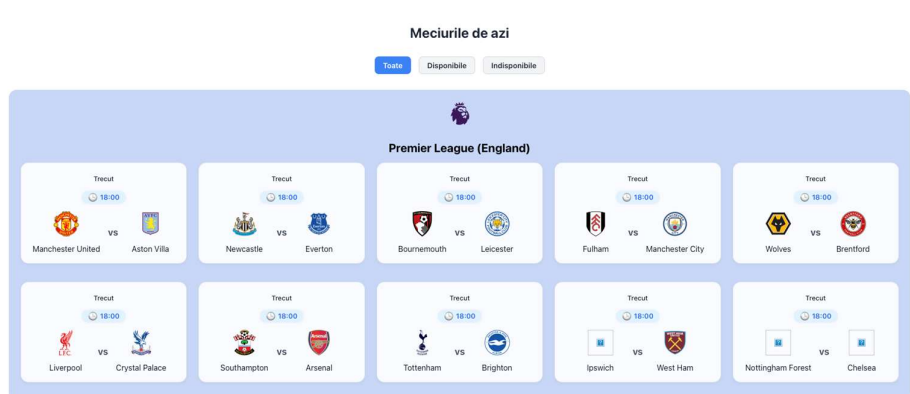 Meciurile de azi
Toate Disponibile Indisponibile
Premier League (England)
Trecut Trecut Trecut Trecut Trecut
18:00 18:00 18:00 18:00 18:00
vs vs vs vs vs
Manchester United Aston Villa Newcastle Everton Bournemouth Leicester Fulham Manchester City Wolves Brentford
Trecut Trecut Trecut Trecut Trecut
18:00 18:00 18:00 18:00 18:00
vs vs vs vs vs
Liverpool Crystal Palace Southampton Arsenal Tottenham Brighton Ipswich West Ham Nottingham Forest Chelsea